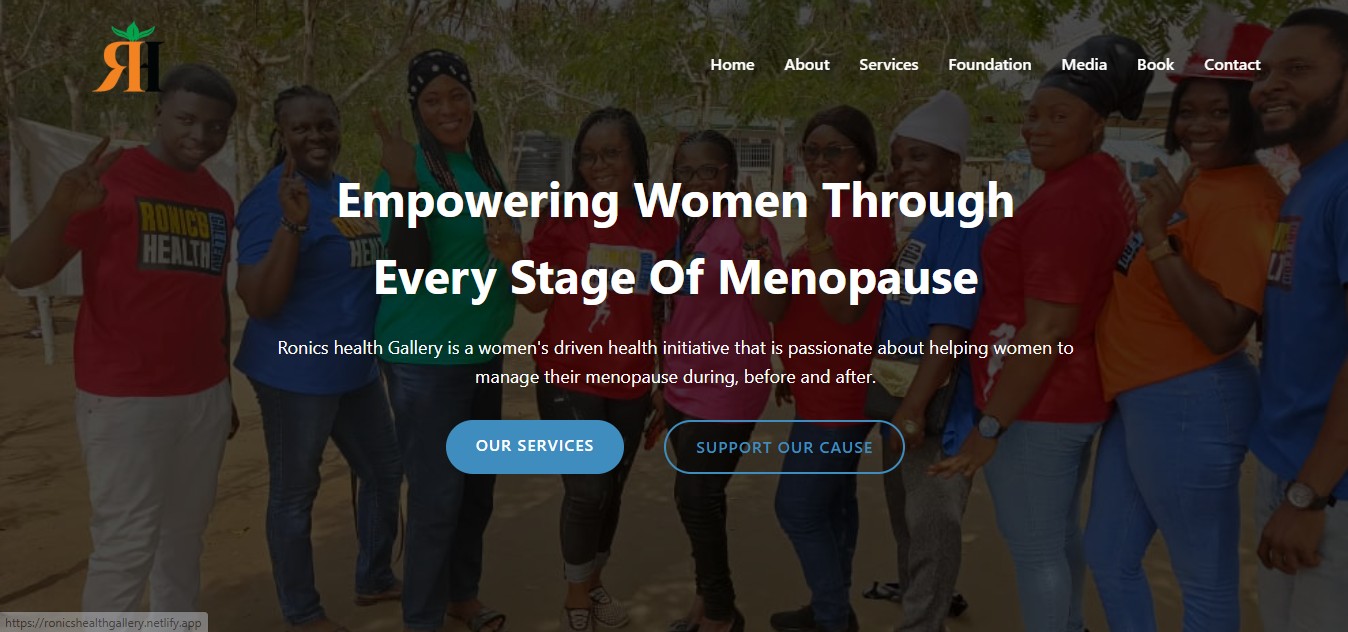 RH
Home About Services Foundation Media Book Contact
Empowering Women Through
Every Stage Of Menopause
Ronics health Gallery is a women's driven health initiative that is passionate about helping women to
manage their menopause during, before and after.
OUR SERVICES SUPPORT OUR CAUSE
RONIC'S
HEALTH
https://ronicshealthgallery.netlify.app